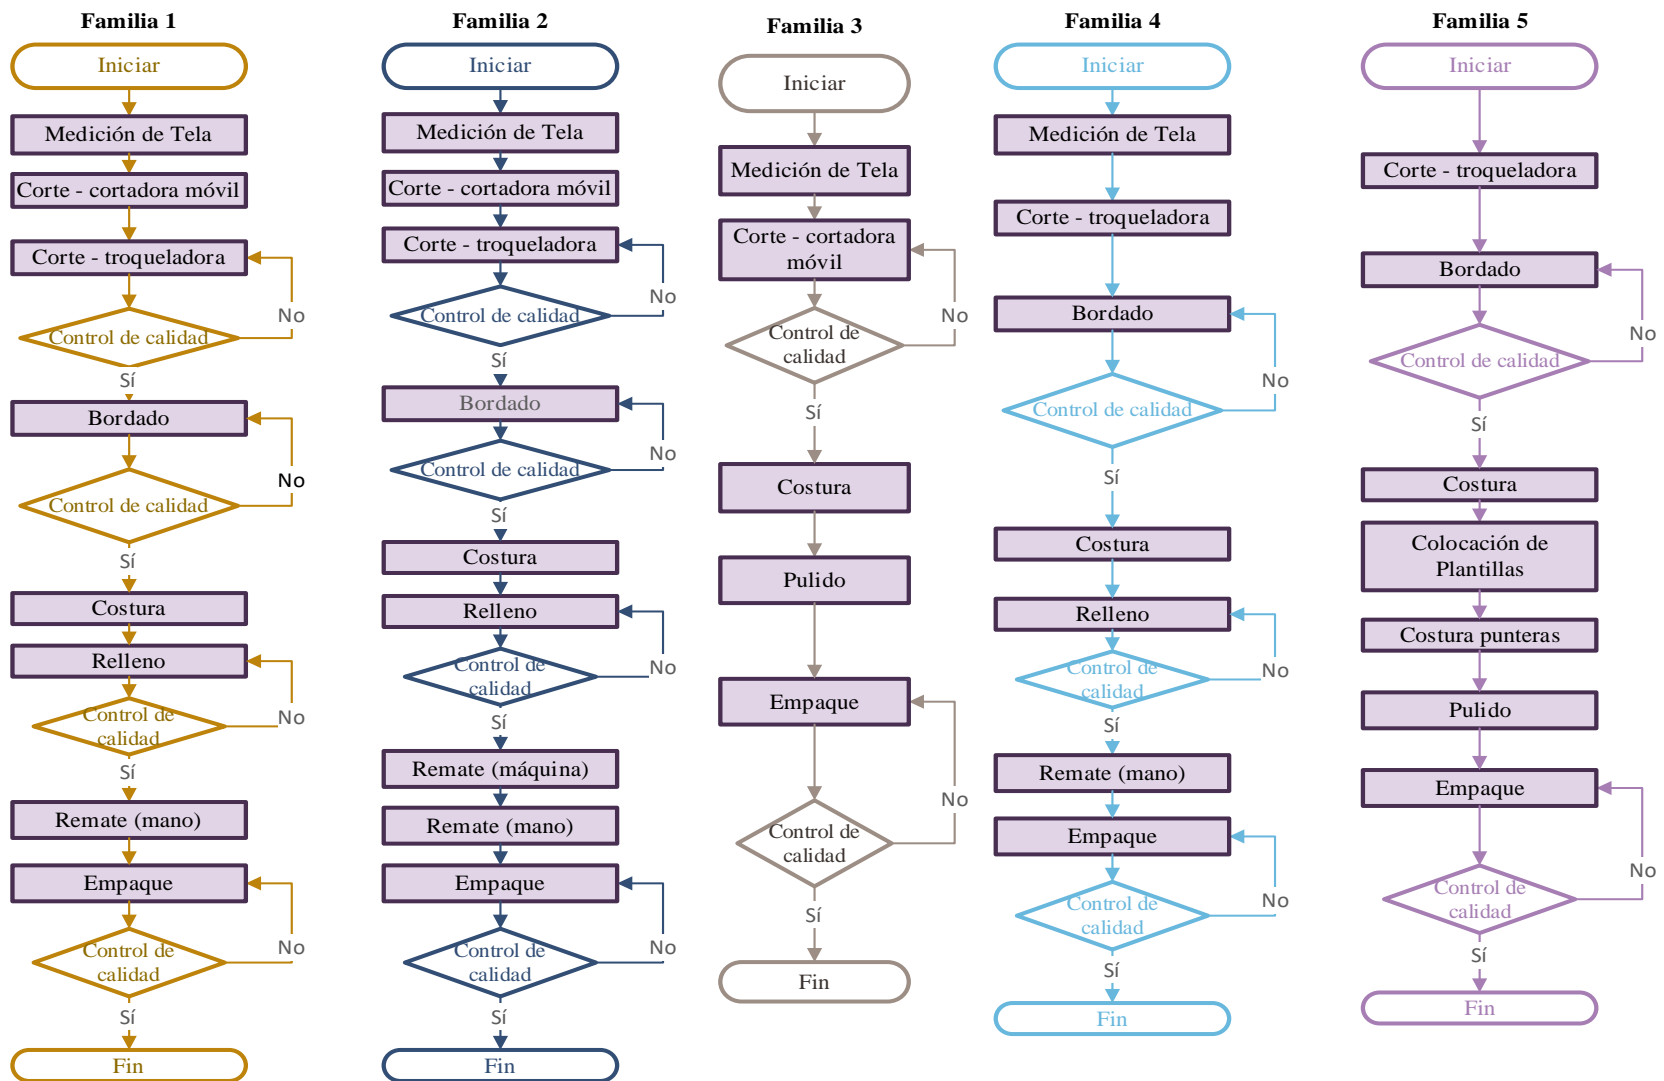 Familia 1
Iniciar
Medición de Tela
Corte - cortadora móvil
Corte - troqueladora
Control de calidad
No
Sí
Bordado
Control de calidad
No
Sí
Costura
Relleno
Control de
calidad
No
Sí
Remate (mano)
Empaque
Control de
calidad
No
Sí
Fin
Familia 2
Iniciar
Medición de Tela
Corte - cortadora móvil
Corte - troqueladora
Control de calidad
No
Sí
Bordado
Control de calidad
No
Sí
Costura
Relleno
Control de
calidad
No
Sí
Remate (máquina)
Remate (mano)
Empaque
Control de
calidad
No
Sí
Fin
Familia 3
Iniciar
Medición de Tela
Corte - cortadora
móvil
Control de
calidad
No
Sí
Costura
Pulido
Empaque
Control de
calidad
No
Sí
Fin
Familia 4
Iniciar
Medición de Tela
Corte - troqueladora
Bordado
Control de calidad
No
Sí
Costura
Relleno
Control de
calidad
No
Sí
Remate (mano)
Empaque
Control de
calidad
No
Sí
Fin
Familia 5
Iniciar
Corte - troqueladora
Bordado
Control de calidad
No
Sí
Costura
Colocación de
Plantillas
Costura punteras
Pulido
Empaque
Control de
calidad
No
Sí
Fin